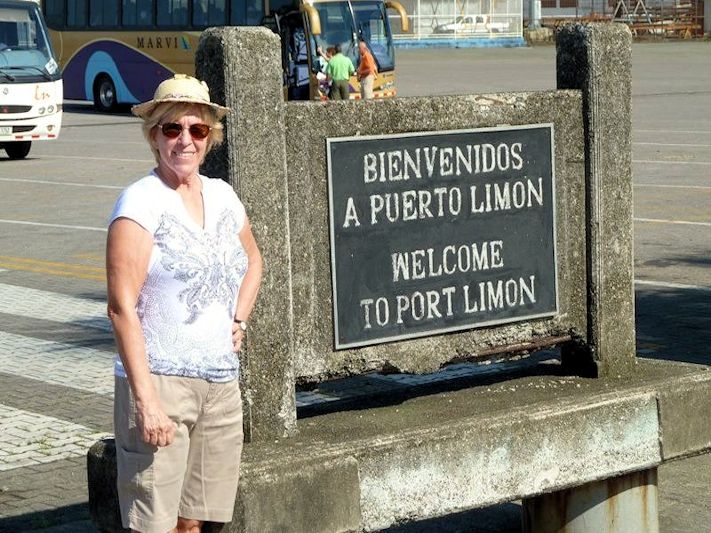 MARVI
BIENVENIDOS
A PUERTO LIMON
WELCOME
TO PORT LIMON